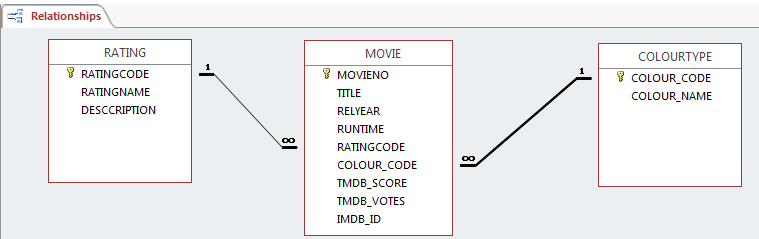 Relationships
RATING
RATINGCODE
RATINGNAME
DESCCRIPTION
1
∞
MOVIE
MOVIENO
TITLE
RELYEAR
RUNTIME
RATINGCODE
COLOUR_CODE
TMDB_SCORE
TMDB_VOTES
IMDB_ID
∞
1
COLOURTYPE
COLOUR_CODE
COLOUR_NAME